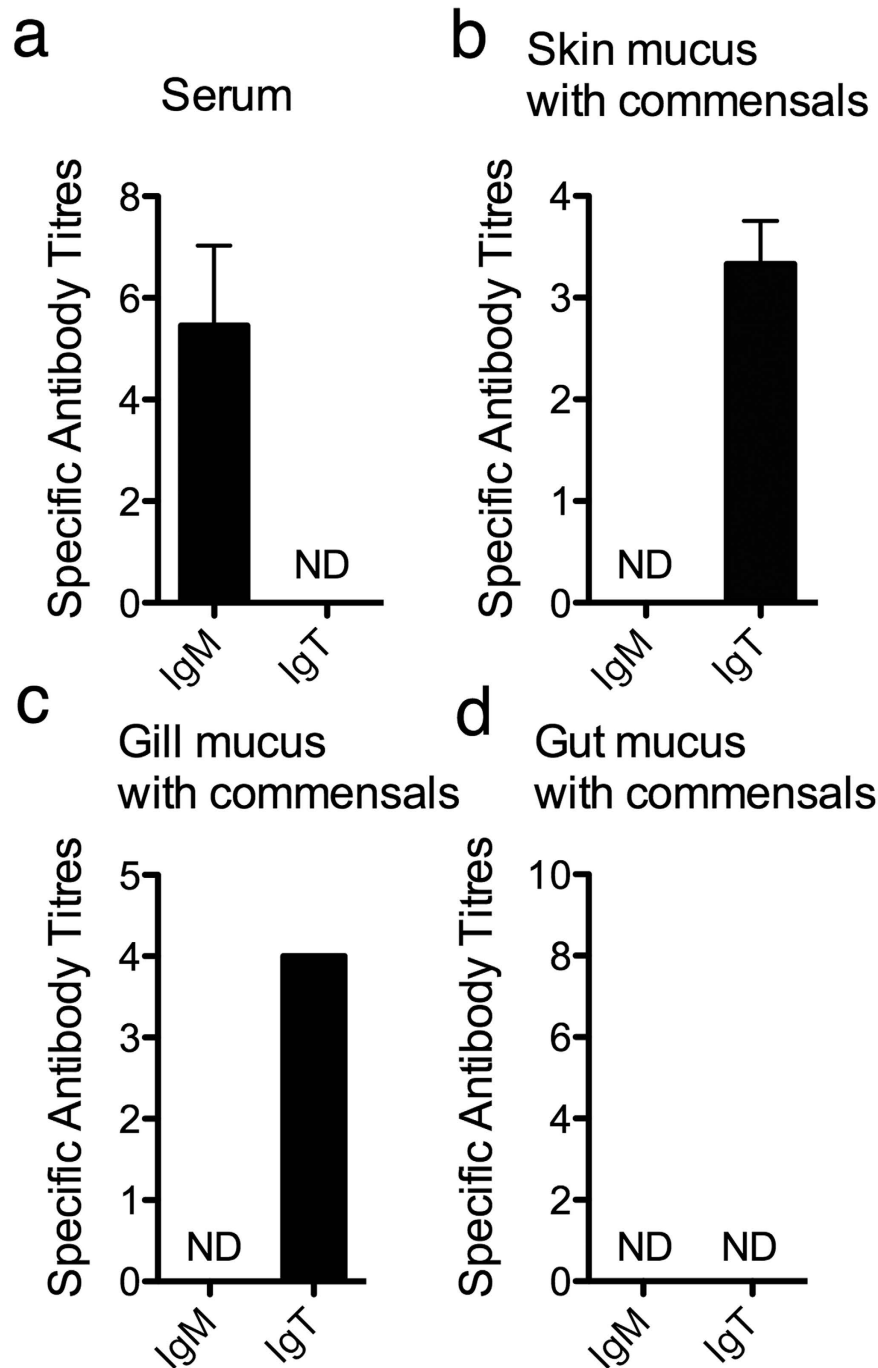 a
Serum
Specific Antibody Titres
8
6
4
2
0
ND
IgM
IgT
b
Skin mucus
with commensals
Specific Antibody Titres
4
3
2
1
0
ND
IgM
IgT
c
Gill mucus
with commensals
Specific Antibody Titres
5
4
3
2
1
0
ND
IgM
IgT
d
Gut mucus
with commensals
Specific Antibody Titres
10
8
6
4
2
0
ND
ND
IgM
IgT